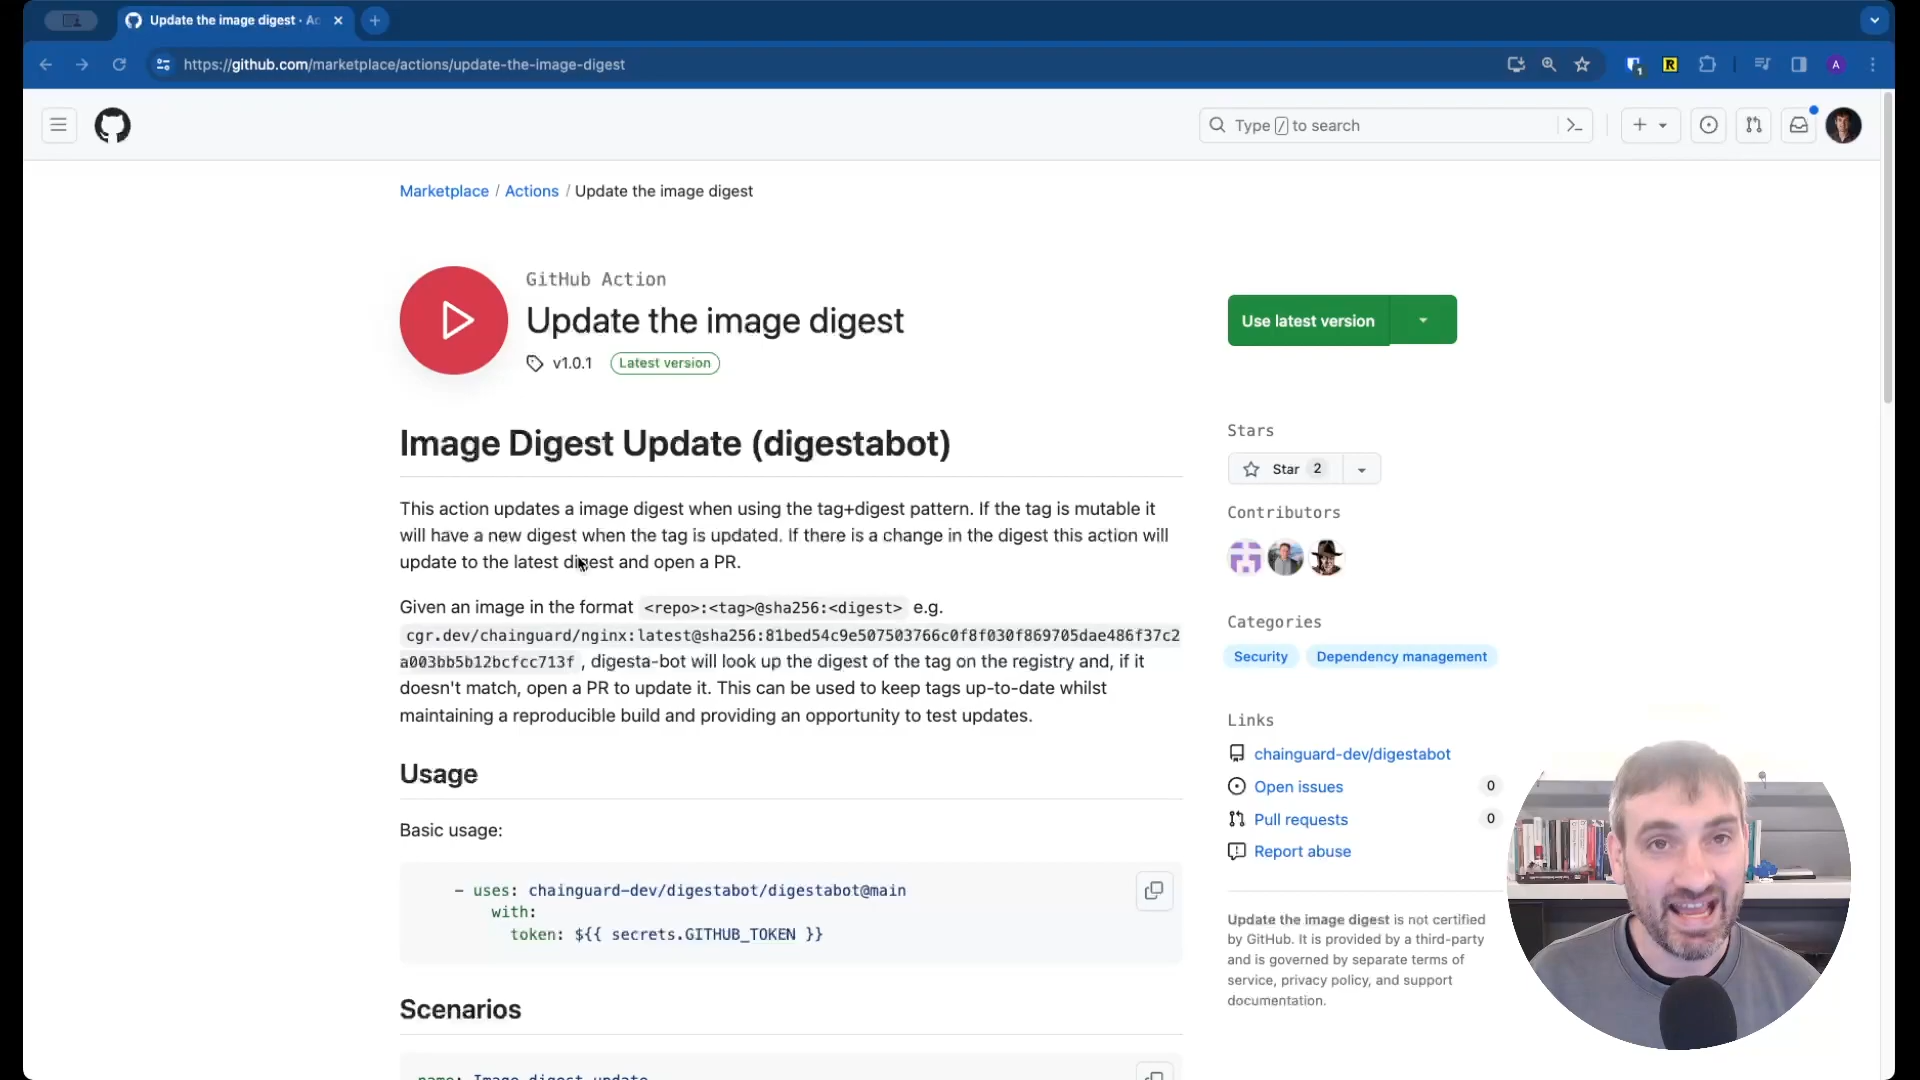 Update the image digest · Ac
https://github.com/marketplace/actions/update-the-image-digest
1
R
A
Type / to search
Marketplace / Actions / Update the image digest
GitHub Action
Update the image digest
v1.0.1 Latest version
Use latest version
Image Digest Update (digestabot)
This action updates a image digest when using the tag+digest pattern. If the tag is mutable it
will have a new digest when the tag is updated. If there is a change in the digest this action will
update to the latest digest and open a PR.
Given an image in the format <repo>:<tag>@sha256:<digest> e.g.
cgr.dev/chainguard/nginx:latest@sha256:81bed54c9e507503766c0f8f030f869705dae486f37c2
a003bb5b12bcfcc713f , digesta-bot will look up the digest of the tag on the registry and, if it
doesn't match, open a PR to update it. This can be used to keep tags up-to-date whilst
maintaining a reproducible build and providing an opportunity to test updates.
Usage
Basic usage:
- uses: chainguard-dev/digestabot/digestabot@main
with:
token: ${{ secrets.GITHUB_TOKEN }}
Scenarios
name: Image digest update
Stars
Star 2
Contributors
Categories
Security Dependency management
Links
chainguard-dev/digestabot
Open issues 0
Pull requests 0
Report abuse
Update the image digest is not certified
by GitHub. It is provided by a third-party
and is governed by separate terms of
service, privacy policy, and support
documentation.